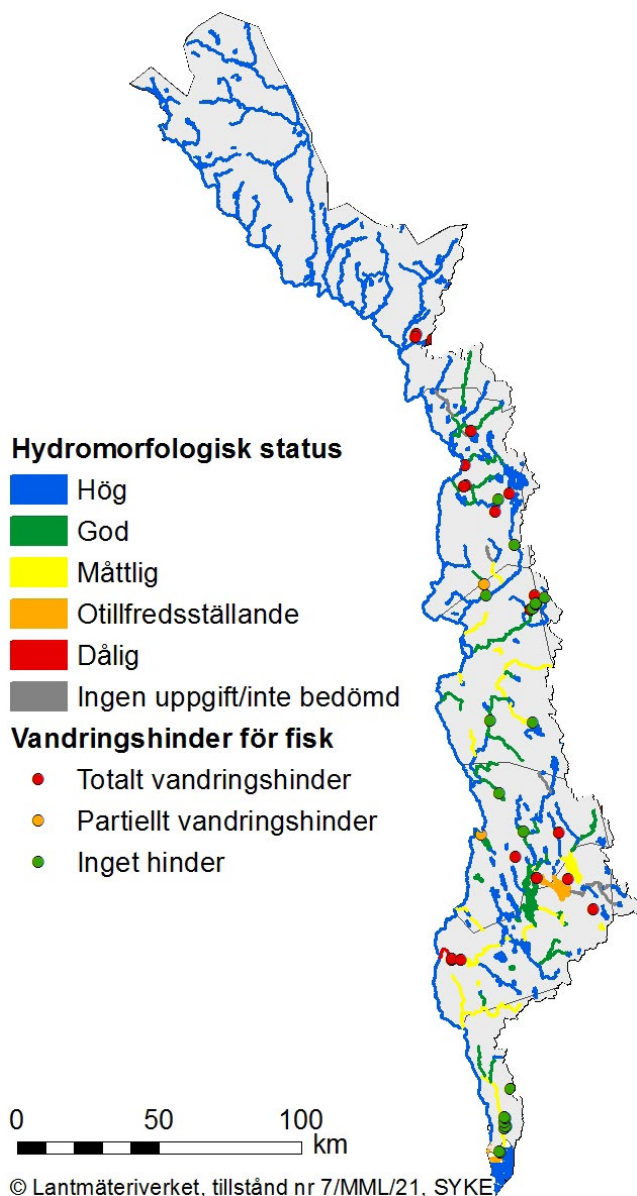 Hydromorfologisk status
Hög
God
Måttlig
Otillfredsställande
Dålig
Ingen uppgift/inte bedömd
Vandringshinder för fisk
Totalt vandringshinder
Partiellt vandringshinder
Inget hinder
0 50 100
km
© Lantmäteriverket, tillstånd nr 7/MML/21, SYKE